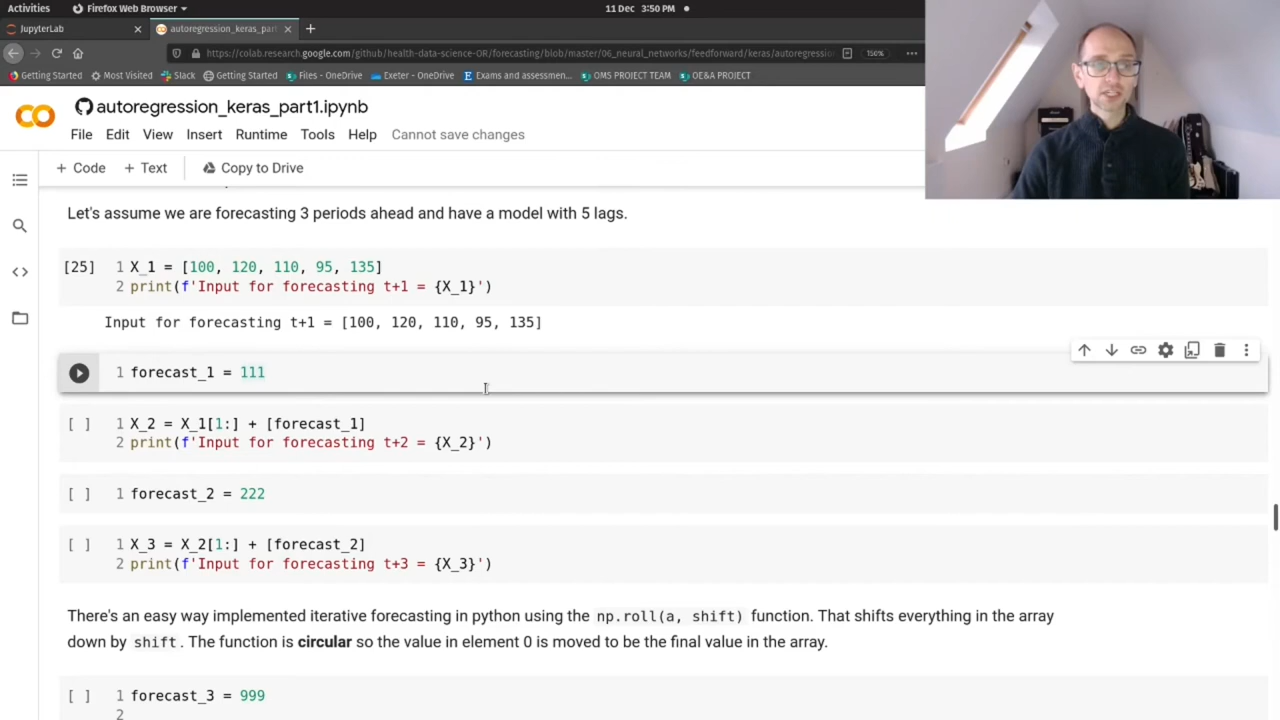 Activities
Firefox Web Browser
11 Dec 3:50 PM
JupyterLab
autoregression_keras_par
https://colab.research.google.com/github/health-data-science-OR/forecasting/blob/master/06_neural_networks/feedforward/keras/autoregression
150%
Getting Started
Most Visited
Slack
Getting Started
Files - OneDrive
Exeter - OneDrive
Exams and assessmen...
OMS PROJECT TEAM
OE&A PROJECT
autoregression_keras_part1.ipynb
File Edit View Insert Runtime Tools Help Cannot save changes
+ Code + Text Copy to Drive
Let's assume we are forecasting 3 periods ahead and have a model with 5 lags.
[25] 1 X_1 = [100, 120, 110, 95, 135]
2 print(f'Input for forecasting t+1 = {X_1}')
Input for forecasting t+1 = [100, 120, 110, 95, 135]
1 forecast_1 = 111
[ ] 1 X_2 = X_1[1:] + [forecast_1]
2 print(f'Input for forecasting t+2 = {X_2}')
[ ] 1 forecast_2 = 222
[ ] 1 X_3 = X_2[1:] + [forecast_2]
2 print(f'Input for forecasting t+3 = {X_3}')
There's an easy way implemented iterative forecasting in python using the np.roll(a, shift) function. That shifts everything in the array
down by shift. The function is circular so the value in element 0 is moved to be the final value in the array.
[ ] 1 forecast_3 = 999
2